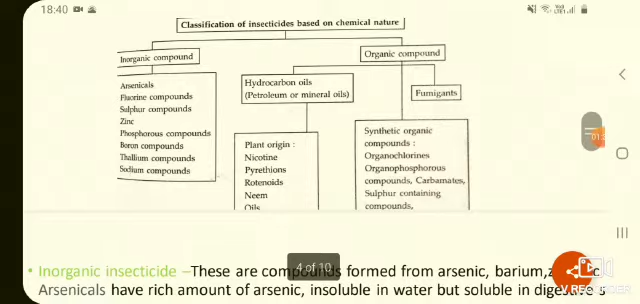 18:40
Classification of insecticides based on chemical nature
Inorganic compound
Organic compound
Arsenicals
Fluorine compounds
Sulphur compounds
Zinc
Phosphorous compounds
Boron compounds
Thallium compounds
Sodium compounds
Hydrocarbon oils
(Petroleum or mineral oils)
Fumigants
Plant origin :
Nicotine
Pyrethions
Rotenoids
Neem
Oils
Synthetic organic
compounds :
Organochlorines
Organophosphorous
compounds, Carbamates,
Sulphur containing
compounds,
4 of 10
• Inorganic insecticide –These are compounds formed from arsenic, barium,
Arsenicals have rich amount of arsenic, insoluble in water but soluble in
V.RECORDER